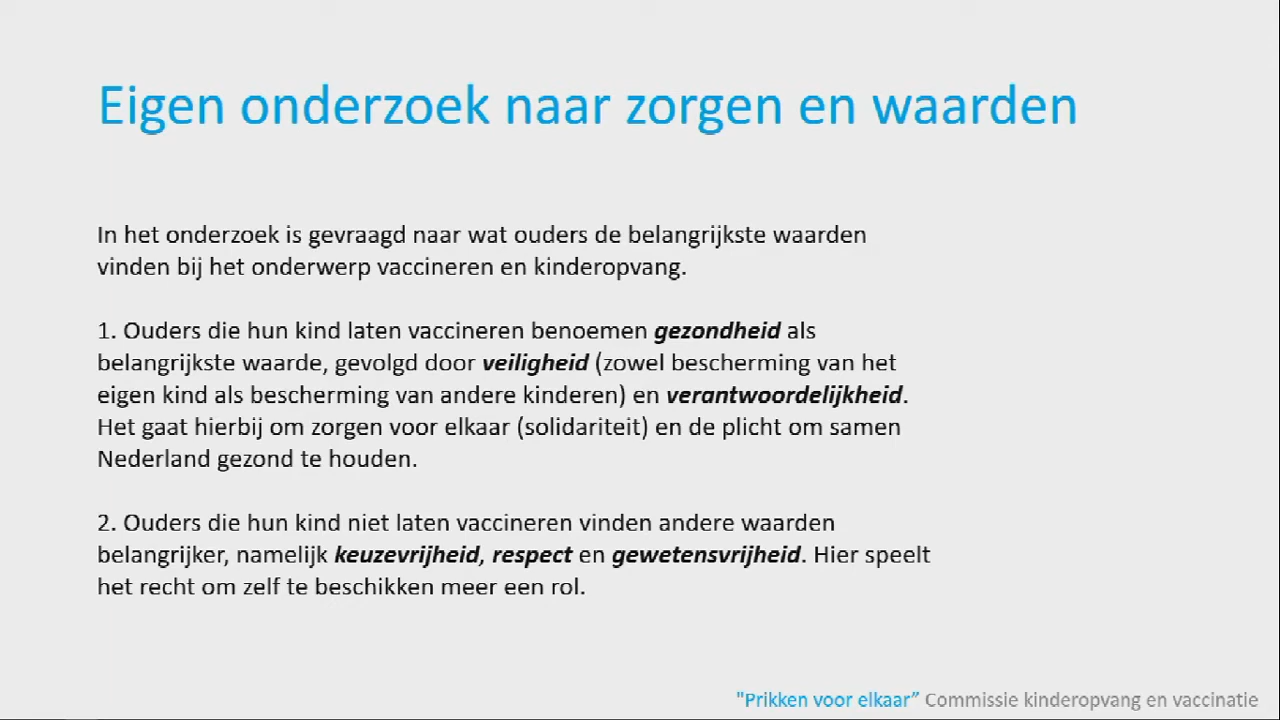 Eigen onderzoek naar zorgen en waarden
In het onderzoek is gevraagd naar wat ouders de belangrijkste waarden
vinden bij het onderwerp vaccineren en kinderopvang.
1. Ouders die hun kind laten vaccineren benoemen gezondheid als
belangrijkste waarde, gevolgd door veiligheid (zowel bescherming van het
eigen kind als bescherming van andere kinderen) en verantwoordelijkheid.
Het gaat hierbij om zorgen voor elkaar (solidariteit) en de plicht om samen
Nederland gezond te houden.
2. Ouders die hun kind niet laten vaccineren vinden andere waarden
belangrijker, namelijk keuzevrijheid, respect en gewetensvrijheid. Hier speelt
het recht om zelf te beschikken meer een rol.
"Prikken voor elkaar” Commissie kinderopvang en vaccinatie